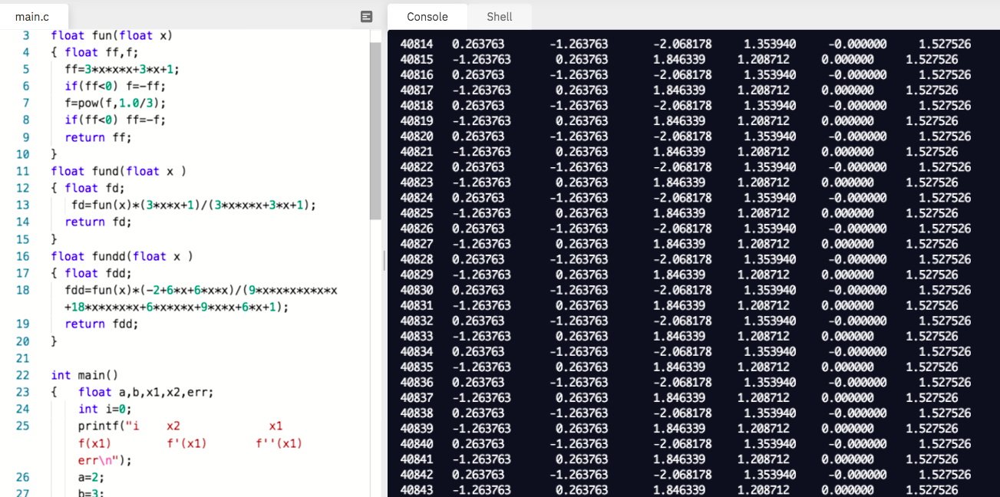 main.c
3 float fun(float x)
4 { float ff,f;
5 ff=3*x*x*x+3*x+1;
6 if(ff<0) f=-ff;
7 f=pow(f,1.0/3);
8 if(ff<0) ff=-f;
9 return ff;
10 }
11 float fund(float x )
12 { float fd;
13 fd=fun(x)*(3*x*x+1)/(3*x*x*x+3*x+1);
14 return fd;
15 }
16 float fundd(float x )
17 { float fdd;
18 fdd=fun(x)*(-2+6*x+6*x*x)/(9*x*x*x*x*x*x
+18*x*x*x*x+6*x*x*x+9*x*x+6*x+1);
19 return fdd;
20 }
21
22 int main()
23 { float a,b,x1,x2,err;
24 int i=0;
25 printf("i x2 x1
f(x1) f'(x1) f''(x1)
err\n");
26 a=2;
27 b=3;
Console Shell
40814 0.263763 -1.263763 -2.068178 1.353940 -0.000000 1.527526
40815 -1.263763 0.263763 1.846339 1.208712 0.000000 1.527526
40816 0.263763 -1.263763 -2.068178 1.353940 -0.000000 1.527526
40817 -1.263763 0.263763 1.846339 1.208712 0.000000 1.527526
40818 0.263763 -1.263763 -2.068178 1.353940 -0.000000 1.527526
40819 -1.263763 0.263763 1.846339 1.208712 0.000000 1.527526
40820 0.263763 -1.263763 -2.068178 1.353940 -0.000000 1.527526
40821 -1.263763 0.263763 1.846339 1.208712 0.000000 1.527526
40822 0.263763 -1.263763 -2.068178 1.353940 -0.000000 1.527526
40823 -1.263763 0.263763 1.846339 1.208712 0.000000 1.527526
40824 0.263763 -1.263763 -2.068178 1.353940 -0.000000 1.527526
40825 -1.263763 0.263763 1.846339 1.208712 0.000000 1.527526
40826 0.263763 -1.263763 -2.068178 1.353940 -0.000000 1.527526
40827 -1.263763 0.263763 1.846339 1.208712 0.000000 1.527526
40828 0.263763 -1.263763 -2.068178 1.353940 -0.000000 1.527526
40829 -1.263763 0.263763 1.846339 1.208712 0.000000 1.527526
40830 0.263763 -1.263763 -2.068178 1.353940 -0.000000 1.527526
40831 -1.263763 0.263763 1.846339 1.208712 0.000000 1.527526
40832 0.263763 -1.263763 -2.068178 1.353940 -0.000000 1.527526
40833 -1.263763 0.263763 1.846339 1.208712 0.000000 1.527526
40834 0.263763 -1.263763 -2.068178 1.353940 -0.000000 1.527526
40835 -1.263763 0.263763 1.846339 1.208712 0.000000 1.527526
40836 0.263763 -1.263763 -2.068178 1.353940 -0.000000 1.527526
40837 -1.263763 0.263763 1.846339 1.208712 0.000000 1.527526
40838 0.263763 -1.263763 -2.068178 1.353940 -0.000000 1.527526
40839 -1.263763 0.263763 1.846339 1.208712 0.000000 1.527526
40840 0.263763 -1.263763 -2.068178 1.353940 -0.000000 1.527526
40841 -1.263763 0.263763 1.846339 1.208712 0.000000 1.527526
40842 0.263763 -1.263763 -2.068178 1.353940 -0.000000 1.527526
40843 -1.263763 0.263763 1.846339 1.208712 0.000000 1.527526